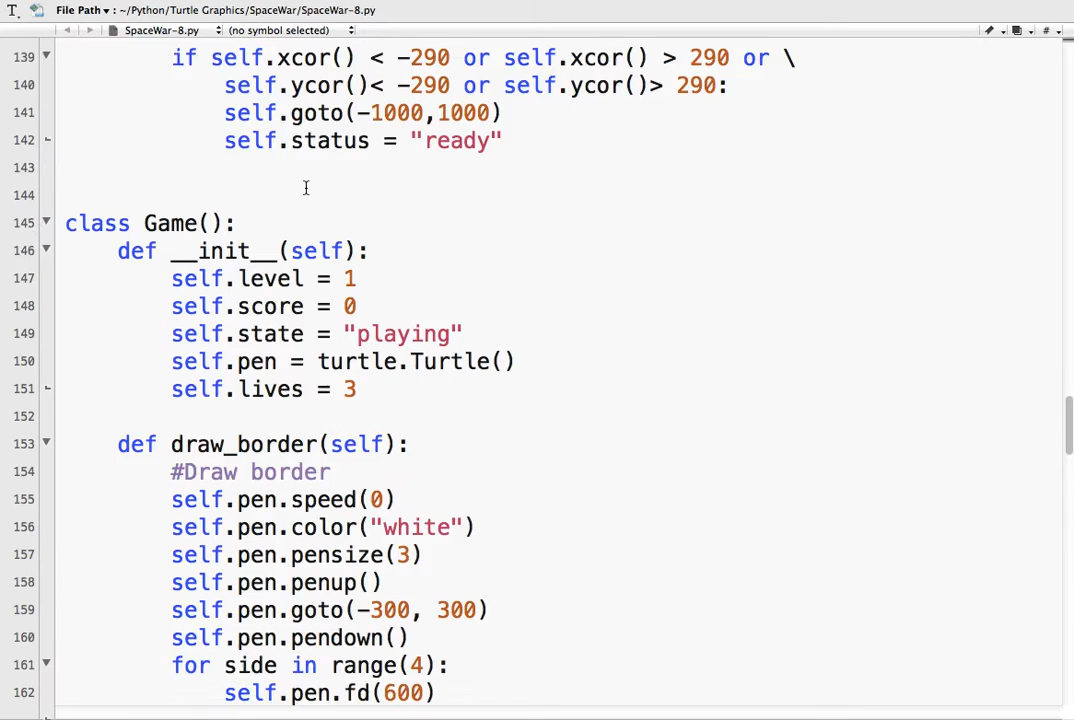 File Path ▾ : ~/Python/Turtle Graphics/SpaceWar/SpaceWar-8.py
SpaceWar-8.py (no symbol selected)
139 if self.xcor() < -290 or self.xcor() > 290 or \
140 self.ycor()< -290 or self.ycor()> 290:
141 self.goto(-1000,1000)
142 self.status = "ready"
143
144
145 class Game():
146 def __init__(self):
147 self.level = 1
148 self.score = 0
149 self.state = "playing"
150 self.pen = turtle.Turtle()
151 self.lives = 3
152
153 def draw_border(self):
154 #Draw border
155 self.pen.speed(0)
156 self.pen.color("white")
157 self.pen.pensize(3)
158 self.pen.penup()
159 self.pen.goto(-300, 300)
160 self.pen.pendown()
161 for side in range(4):
162 self.pen.fd(600)